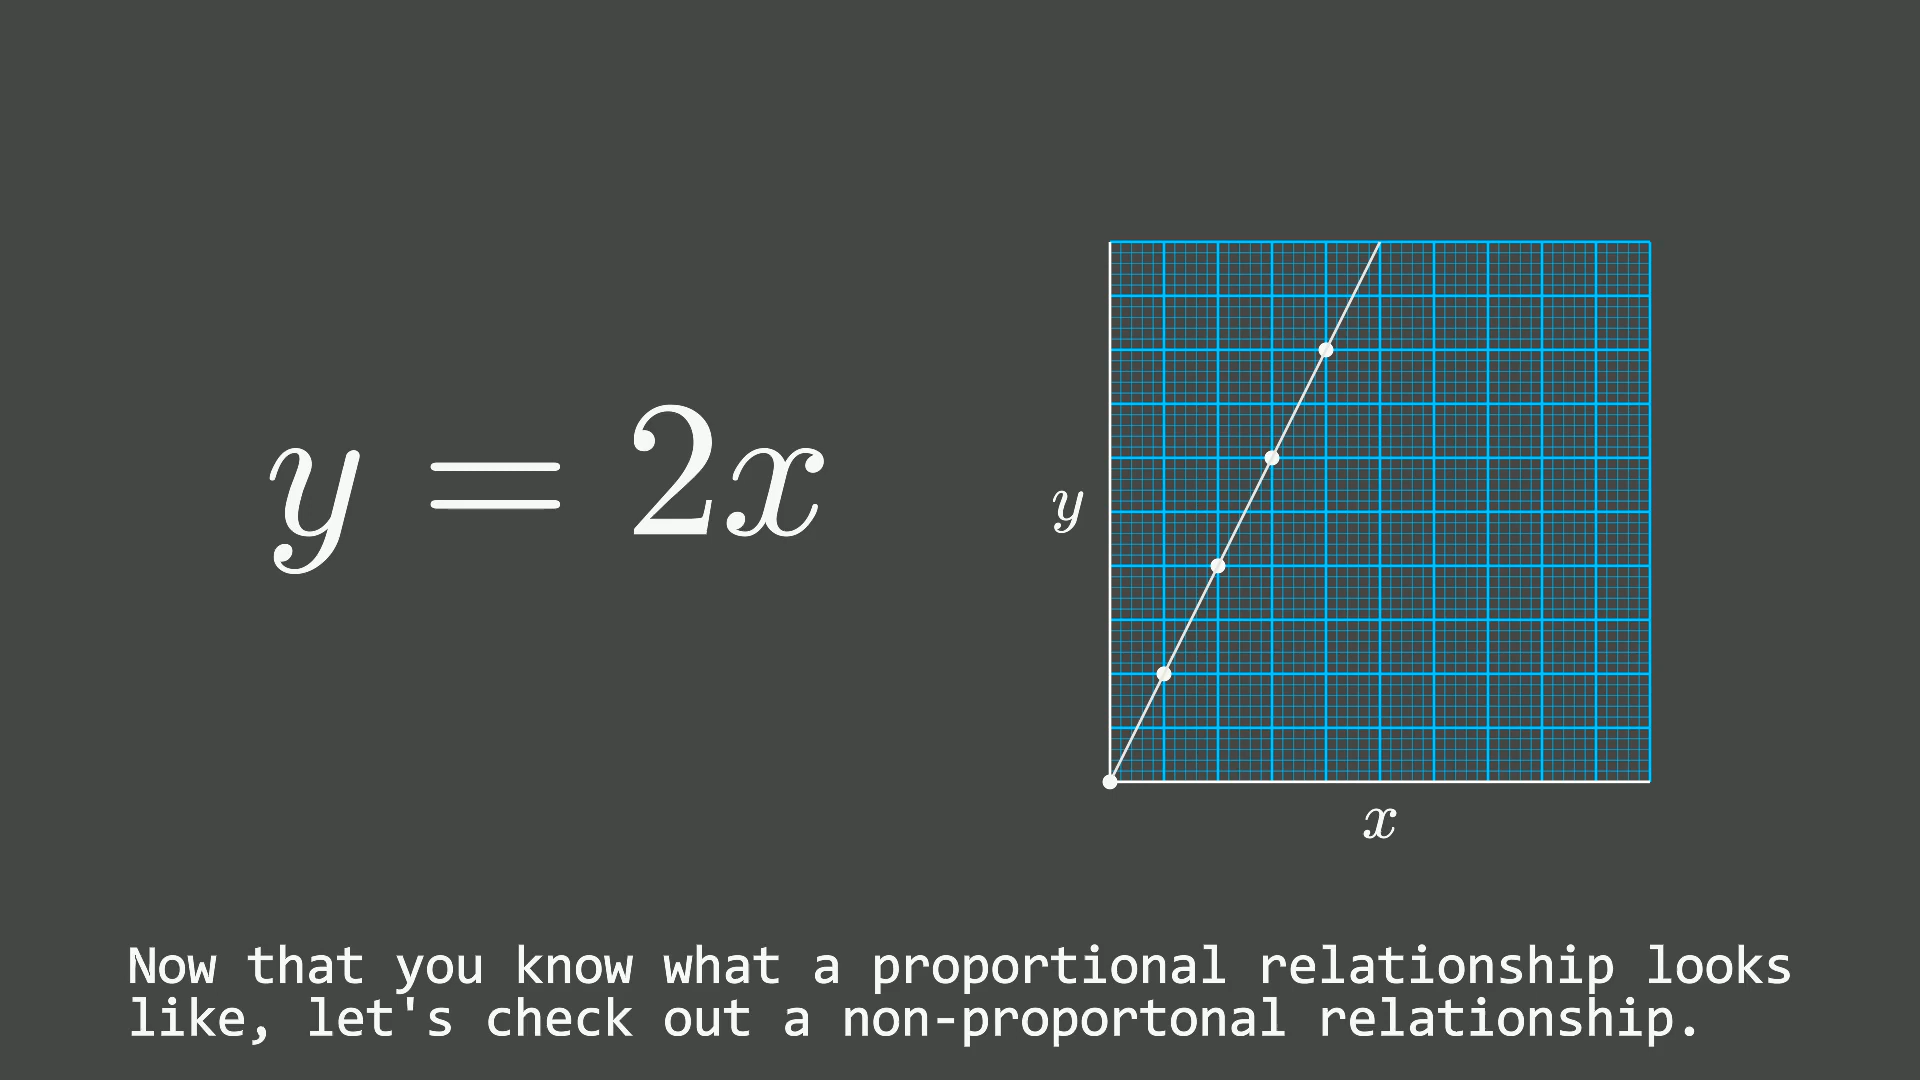 y = 2x
y
x
Now that you know what a proportional relationship looks
like, let's check out a non-proportonal relationship.